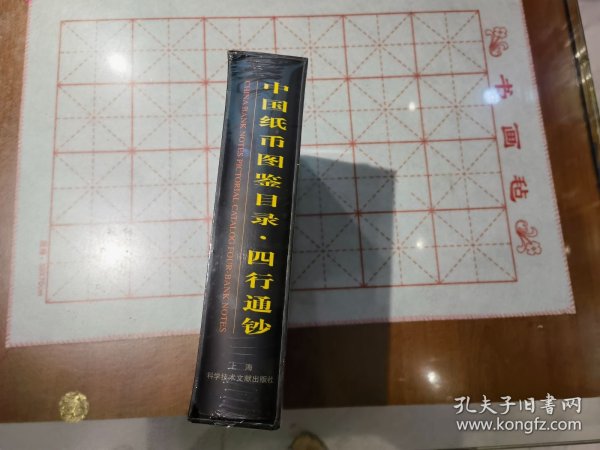 中国纸币图鉴目录·四行通钞
CHINA BANK NOTES PICTORIAL CATALOG FOUR-BANK NOTES
上海
科学技术文献出版社
书画毡
孔夫子旧书网
www.kongfz.com